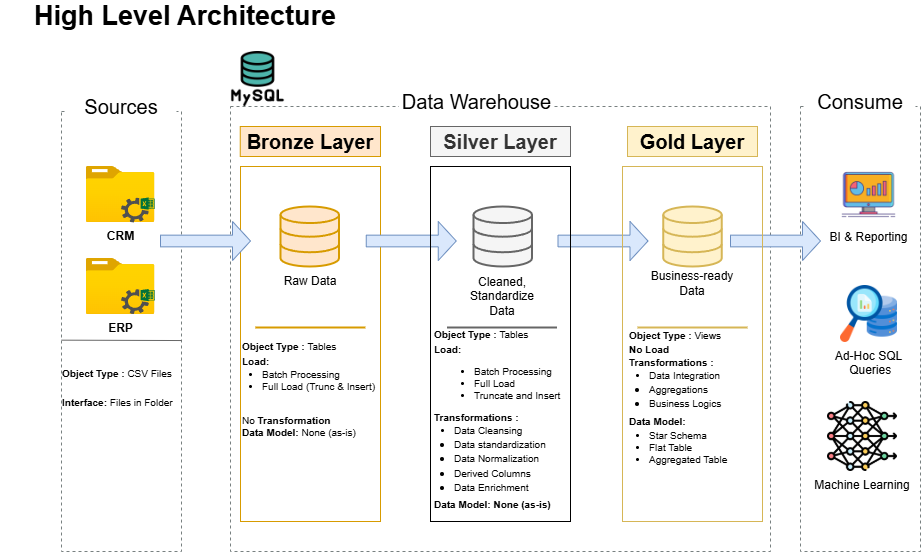 High Level Architecture
Sources
MySQL
Data Warehouse
Consume
Bronze Layer
Silver Layer
Gold Layer
CRM
ERP
Object Type : CSV Files
Interface: Files in Folder
Raw Data
Object Type : Tables
Load:
Batch Processing
Full Load (Trunc & Insert)
No Transformation
Data Model: None (as-is)
Cleaned,
Standardize
Data
Object Type : Tables
Load:
Batch Processing
Full Load
Truncate and Insert
Transformations :
Data Cleansing
Data standardization
Data Normalization
Derived Columns
Data Enrichment
Data Model: None (as-is)
Business-ready
Data
Object Type : Views
No Load
Transformations :
Data Integration
Aggregations
Business Logics
Data Model:
Star Schema
Flat Table
Aggregated Table
BI & Reporting
Ad-Hoc SQL
Queries
Machine Learning